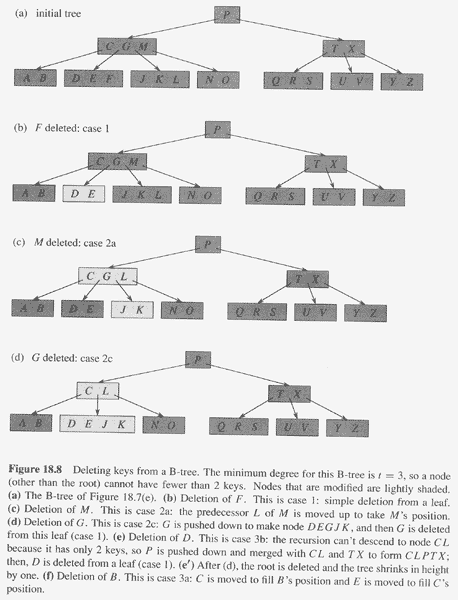 (a) initial tree
P
C G M
T X
A B
D E F
J K L
N O
Q R S
U V
Y Z
(b) F deleted: case 1
P
C G M
T X
A B
D E
J K L
N O
Q R S
U V
Y Z
(c) M deleted: case 2a
P
C G L
T X
A B
D E
J K
N O
Q R S
U V
Y Z
(d) G deleted: case 2c
P
C L
T X
A B
D E J K
N O
Q R S
U V
Y Z
Figure 18.8 Deleting keys from a B-tree. The minimum degree for this B-tree is t = 3, so a node
(other than the root) cannot have fewer than 2 keys. Nodes that are modified are lightly shaded.
(a) The B-tree of Figure 18.7(e). (b) Deletion of F. This is case 1: simple deletion from a leaf.
(c) Deletion of M. This is case 2a: the predecessor L of M is moved up to take M's position.
(d) Deletion of G. This is case 2c: G is pushed down to make node DEGJK, and then G is deleted
from this leaf (case 1). (e) Deletion of D. This is case 3b: the recursion can't descend to node CL
because it has only 2 keys, so P is pushed down and merged with CL and TX to form CLPTX;
then, D is deleted from a leaf (case 1). (e′) After (d), the root is deleted and the tree shrinks in height
by one. (f) Deletion of B. This is case 3a: C is moved to fill B's position and E is moved to fill C's
position.